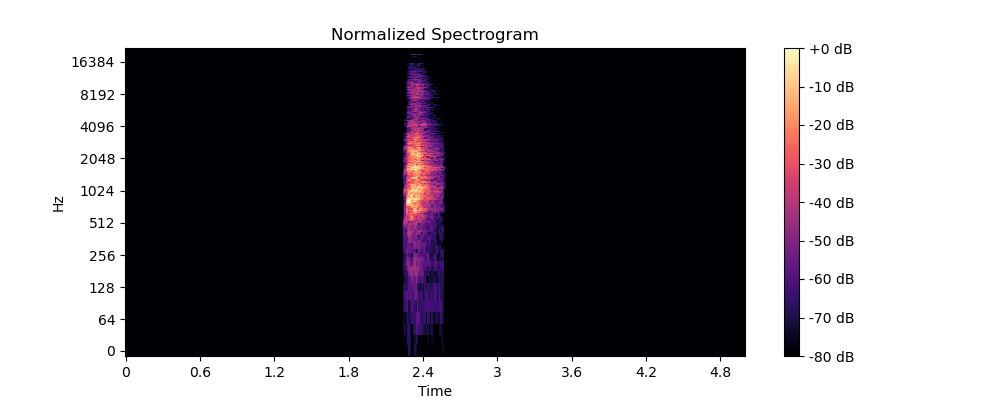 Normalized Spectrogram
Hz
16384
8192
4096
2048
1024
512
256
128
64
0
0 0.6 1.2 1.8 2.4 3 3.6 4.2 4.8
Time
+0 dB
-10 dB
-20 dB
-30 dB
-40 dB
-50 dB
-60 dB
-70 dB
-80 dB